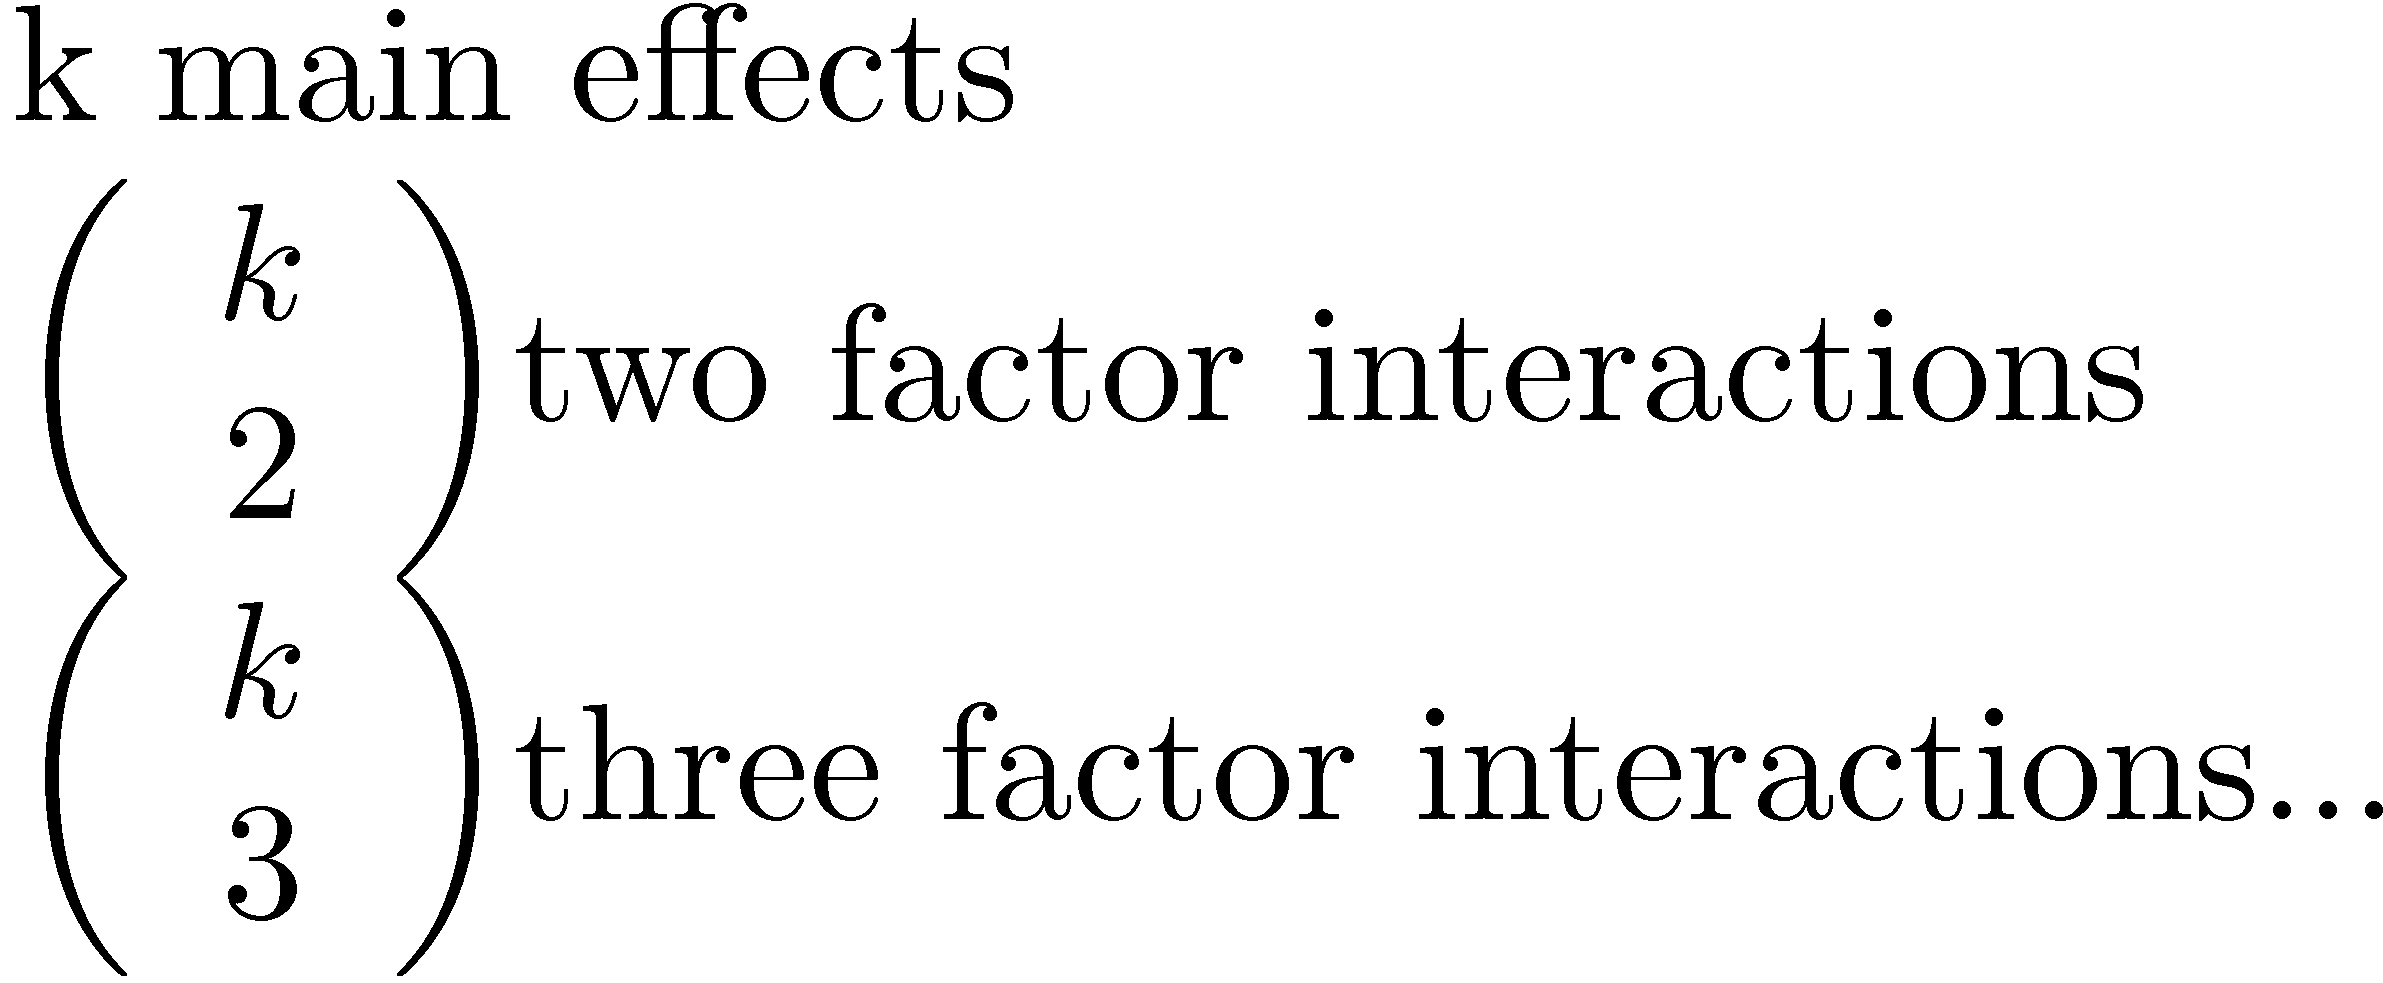 k main effects
(k 2) two factor interactions
(k 3) three factor interactions...